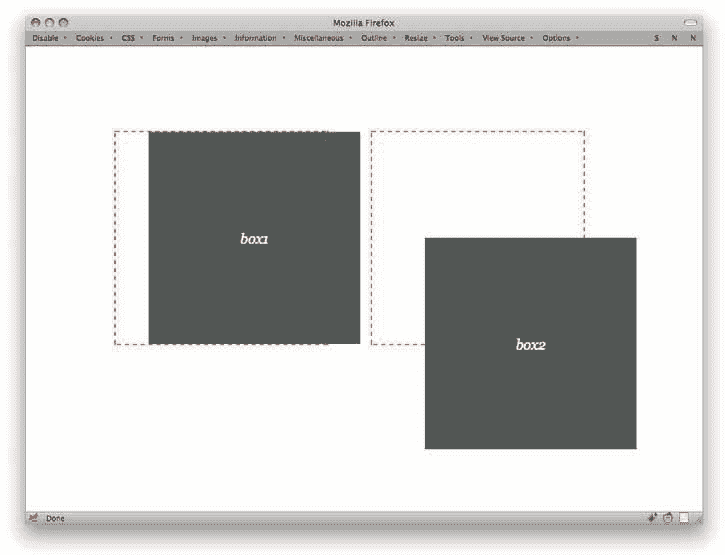 Mozilla Firefox
Disable Cookies CSS Forms Images Information Miscellaneous Outline Resize Tools View Source Options S N N
box1
box2
Done